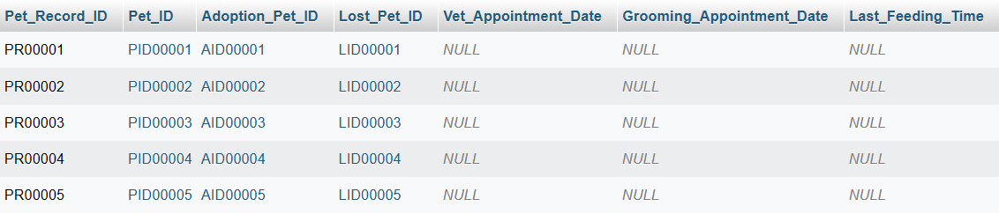 Pet_Record_ID Pet_ID Adoption_Pet_ID Lost_Pet_ID Vet_Appointment_Date Grooming_Appointment_Date Last_Feeding_Time
PR00001 PID00001 AID00001 LID00001 NULL NULL NULL
PR00002 PID00002 AID00002 LID00002 NULL NULL NULL
PR00003 PID00003 AID00003 LID00003 NULL NULL NULL
PR00004 PID00004 AID00004 LID00004 NULL NULL NULL
PR00005 PID00005 AID00005 LID00005 NULL NULL NULL